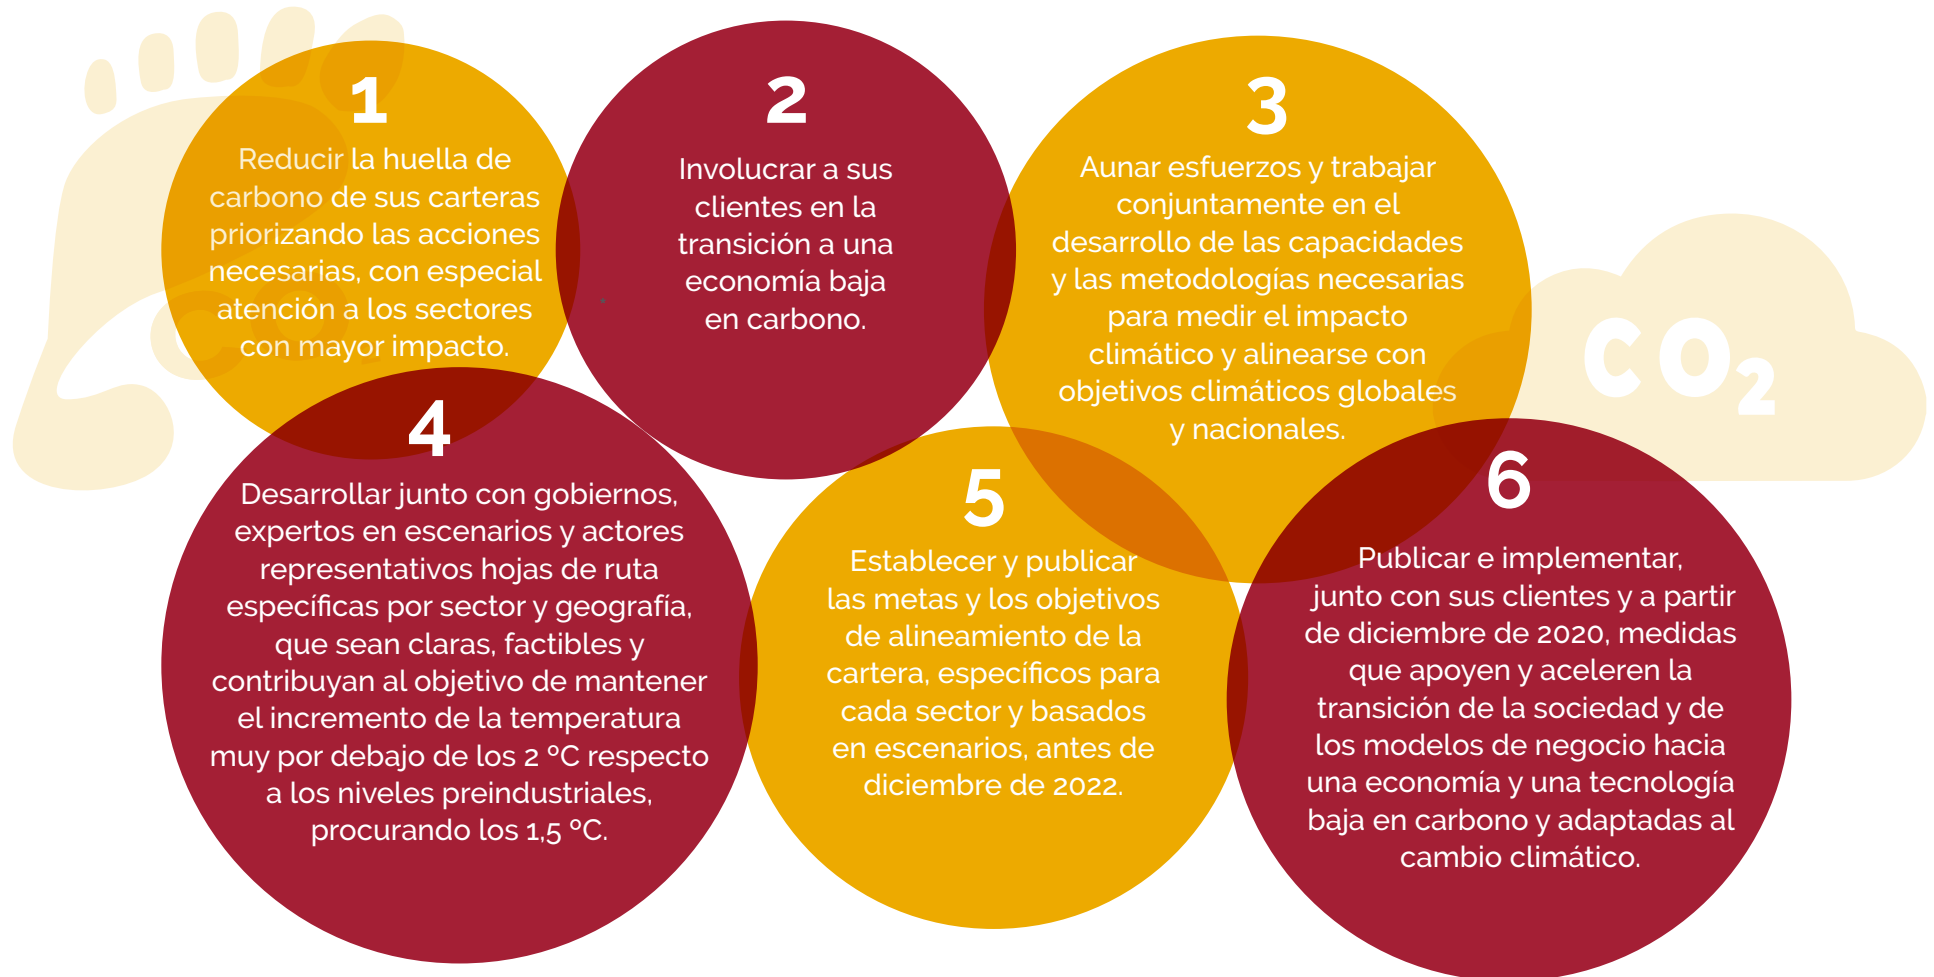 1
Reducir la huella de
carbono de sus carteras
priorizando las acciones
necesarias, con especial
atención a los sectores
con mayor impacto.
2
Involucrar a sus
clientes en la
transición a una
economía baja
en carbono.
3
Aunar esfuerzos y trabajar
conjuntamente en el
desarrollo de las capacidades
y las metodologías necesarias
para medir el impacto
climático y alinearse con
objetivos climáticos globales
y nacionales.
CO₂
CO₂
4
Desarrollar junto con gobiernos,
expertos en escenarios y actores
representativos hojas de ruta
específicas por sector y geografía,
que sean claras, factibles y
contribuyan al objetivo de mantener
el incremento de la temperatura
muy por debajo de los 2 ºC respecto
a los niveles preindustriales,
procurando los 1,5 ºC.
5
Establecer y publicar
las metas y los objetivos
de alineamiento de la
cartera, específicos para
cada sector y basados
en escenarios, antes de
diciembre de 2022.
6
Publicar e implementar,
junto con sus clientes y a partir
de diciembre de 2020, medidas
que apoyen y aceleren la
transición de la sociedad y de
los modelos de negocio hacia
una economía y una tecnología
baja en carbono y adaptadas al
cambio climático.